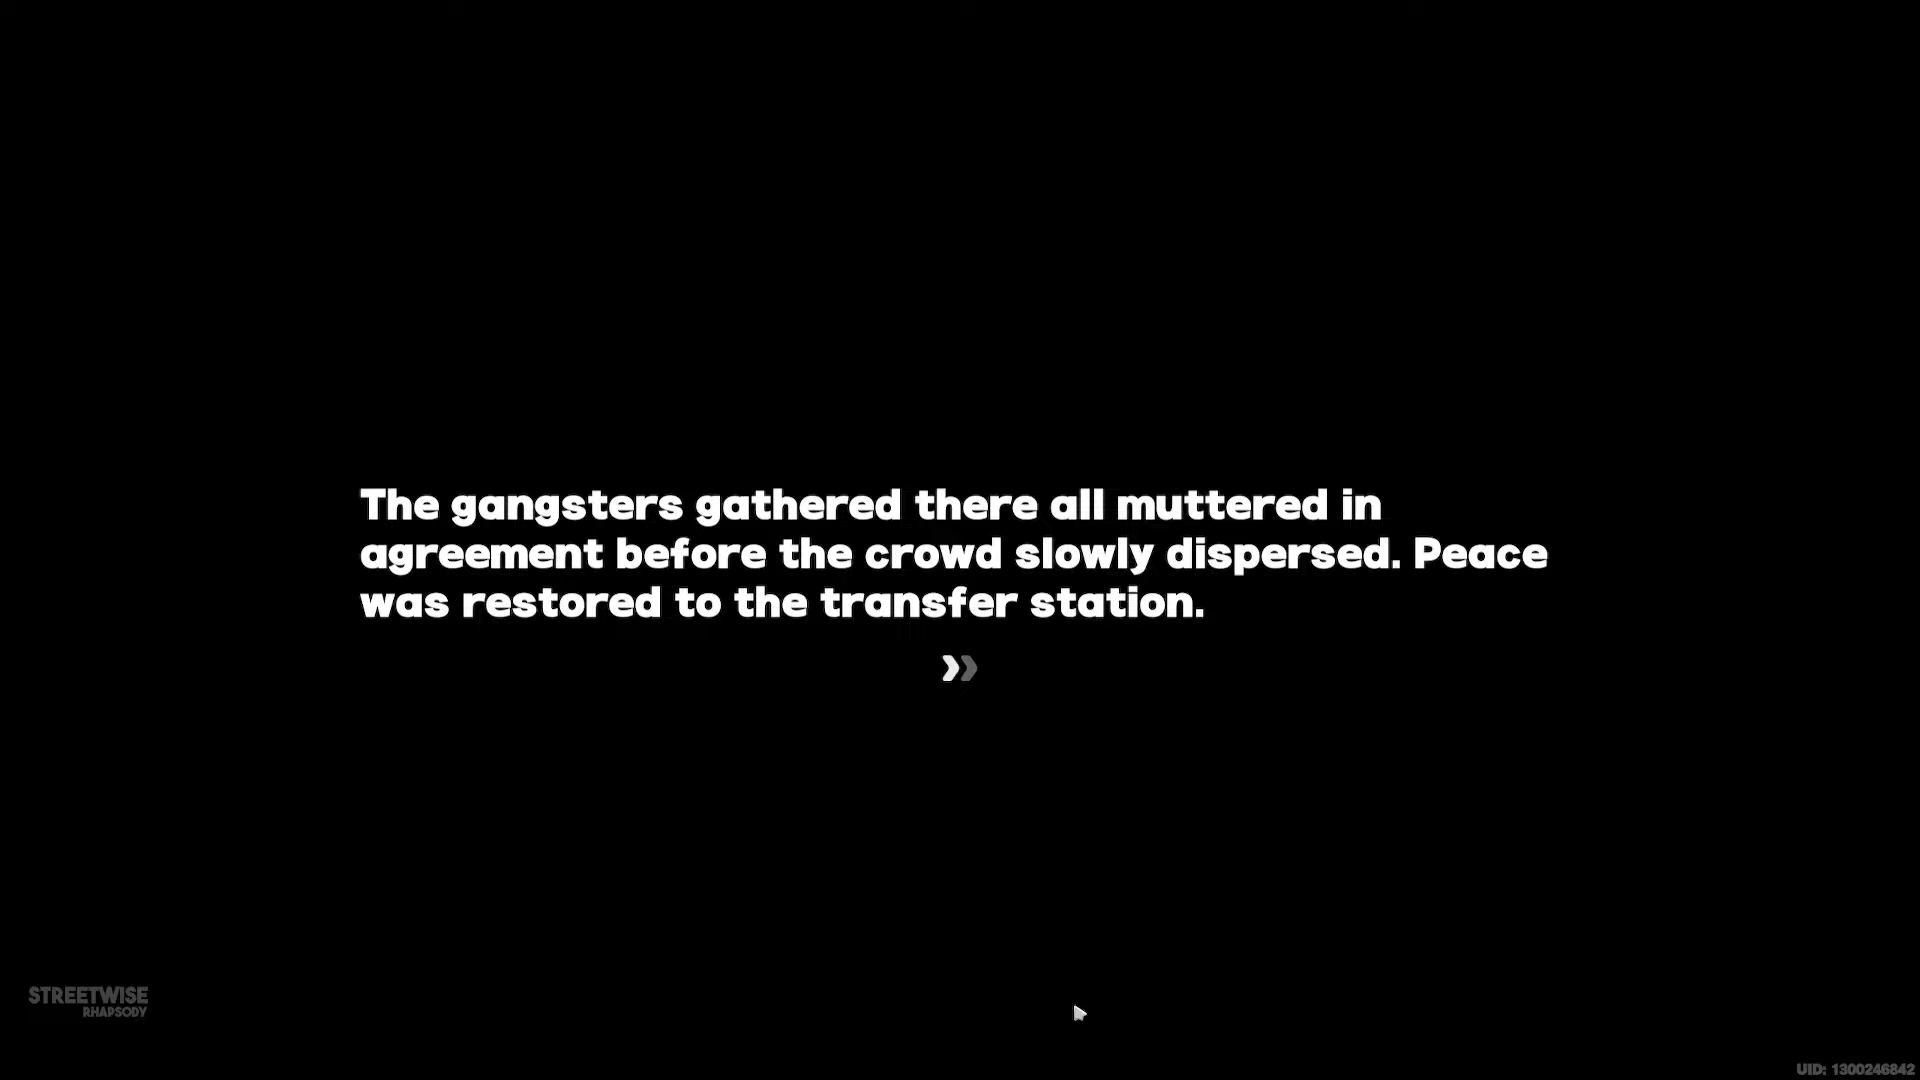 The gangsters gathered there all muttered in
agreement before the crowd slowly dispersed. Peace
was restored to the transfer station.
STREETWISE
RHAPSODY
UID: 1300246842